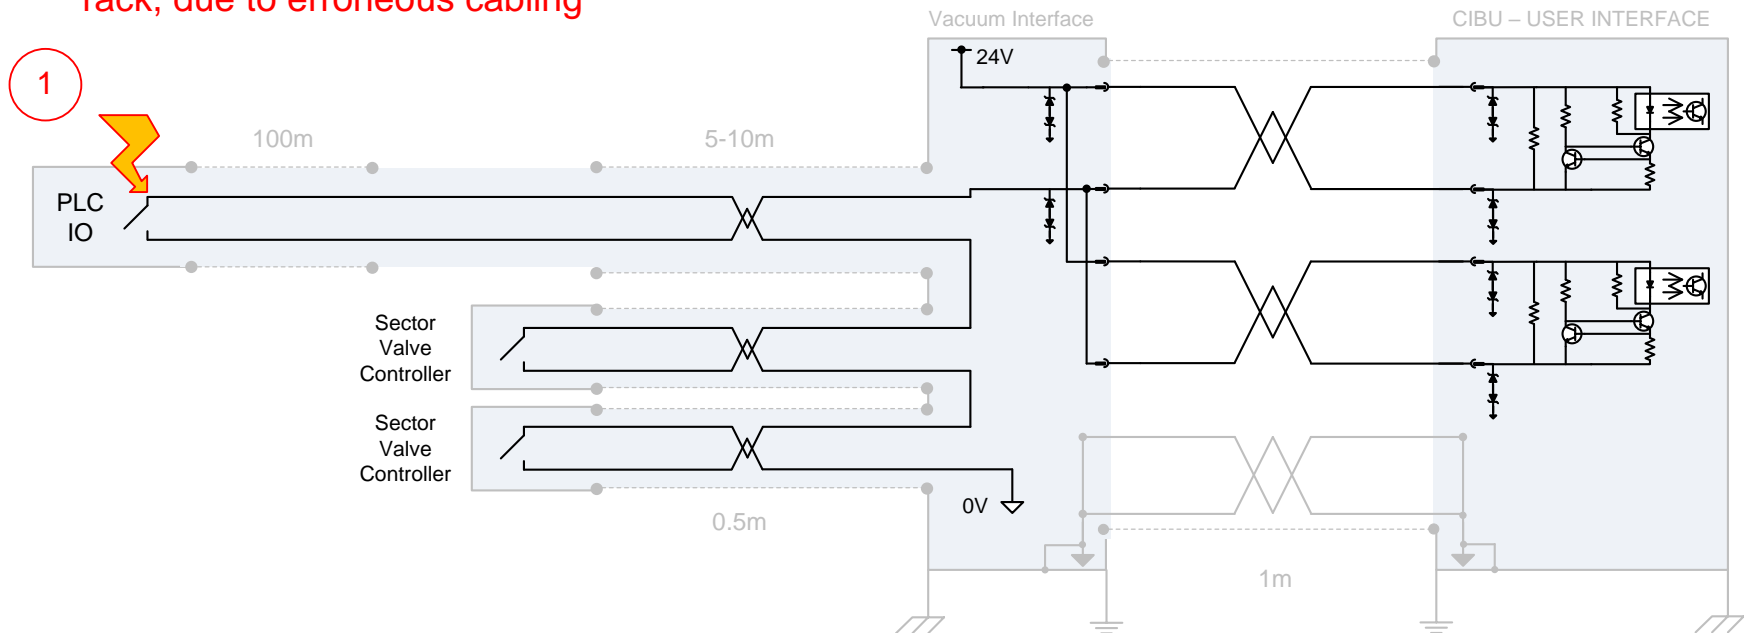 rack, due to erroneous cabling
Vacuum Interface
CIBU – USER INTERFACE
24V
1
100m
5-10m
PLC
IO
Sector
Valve
Controller
Sector
Valve
Controller
0V
0.5m
1m